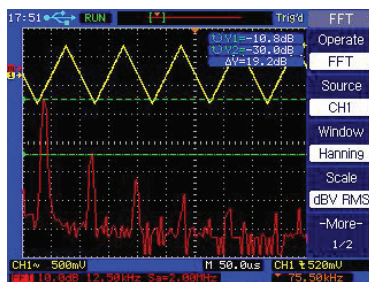 17:51 RUN Trig'd FFT
V1=-10.8dB
V2=-30.0dB
ΔV=19.2dB
Operate
FFT
Source
CH1
Window
Hanning
Scale
dBV RMS
-More-
1/2
CH1~ 500mU M 50.0us CH1 520mU
10.0dB 12.50kHz Sa=2.00MHz 75.50kHz